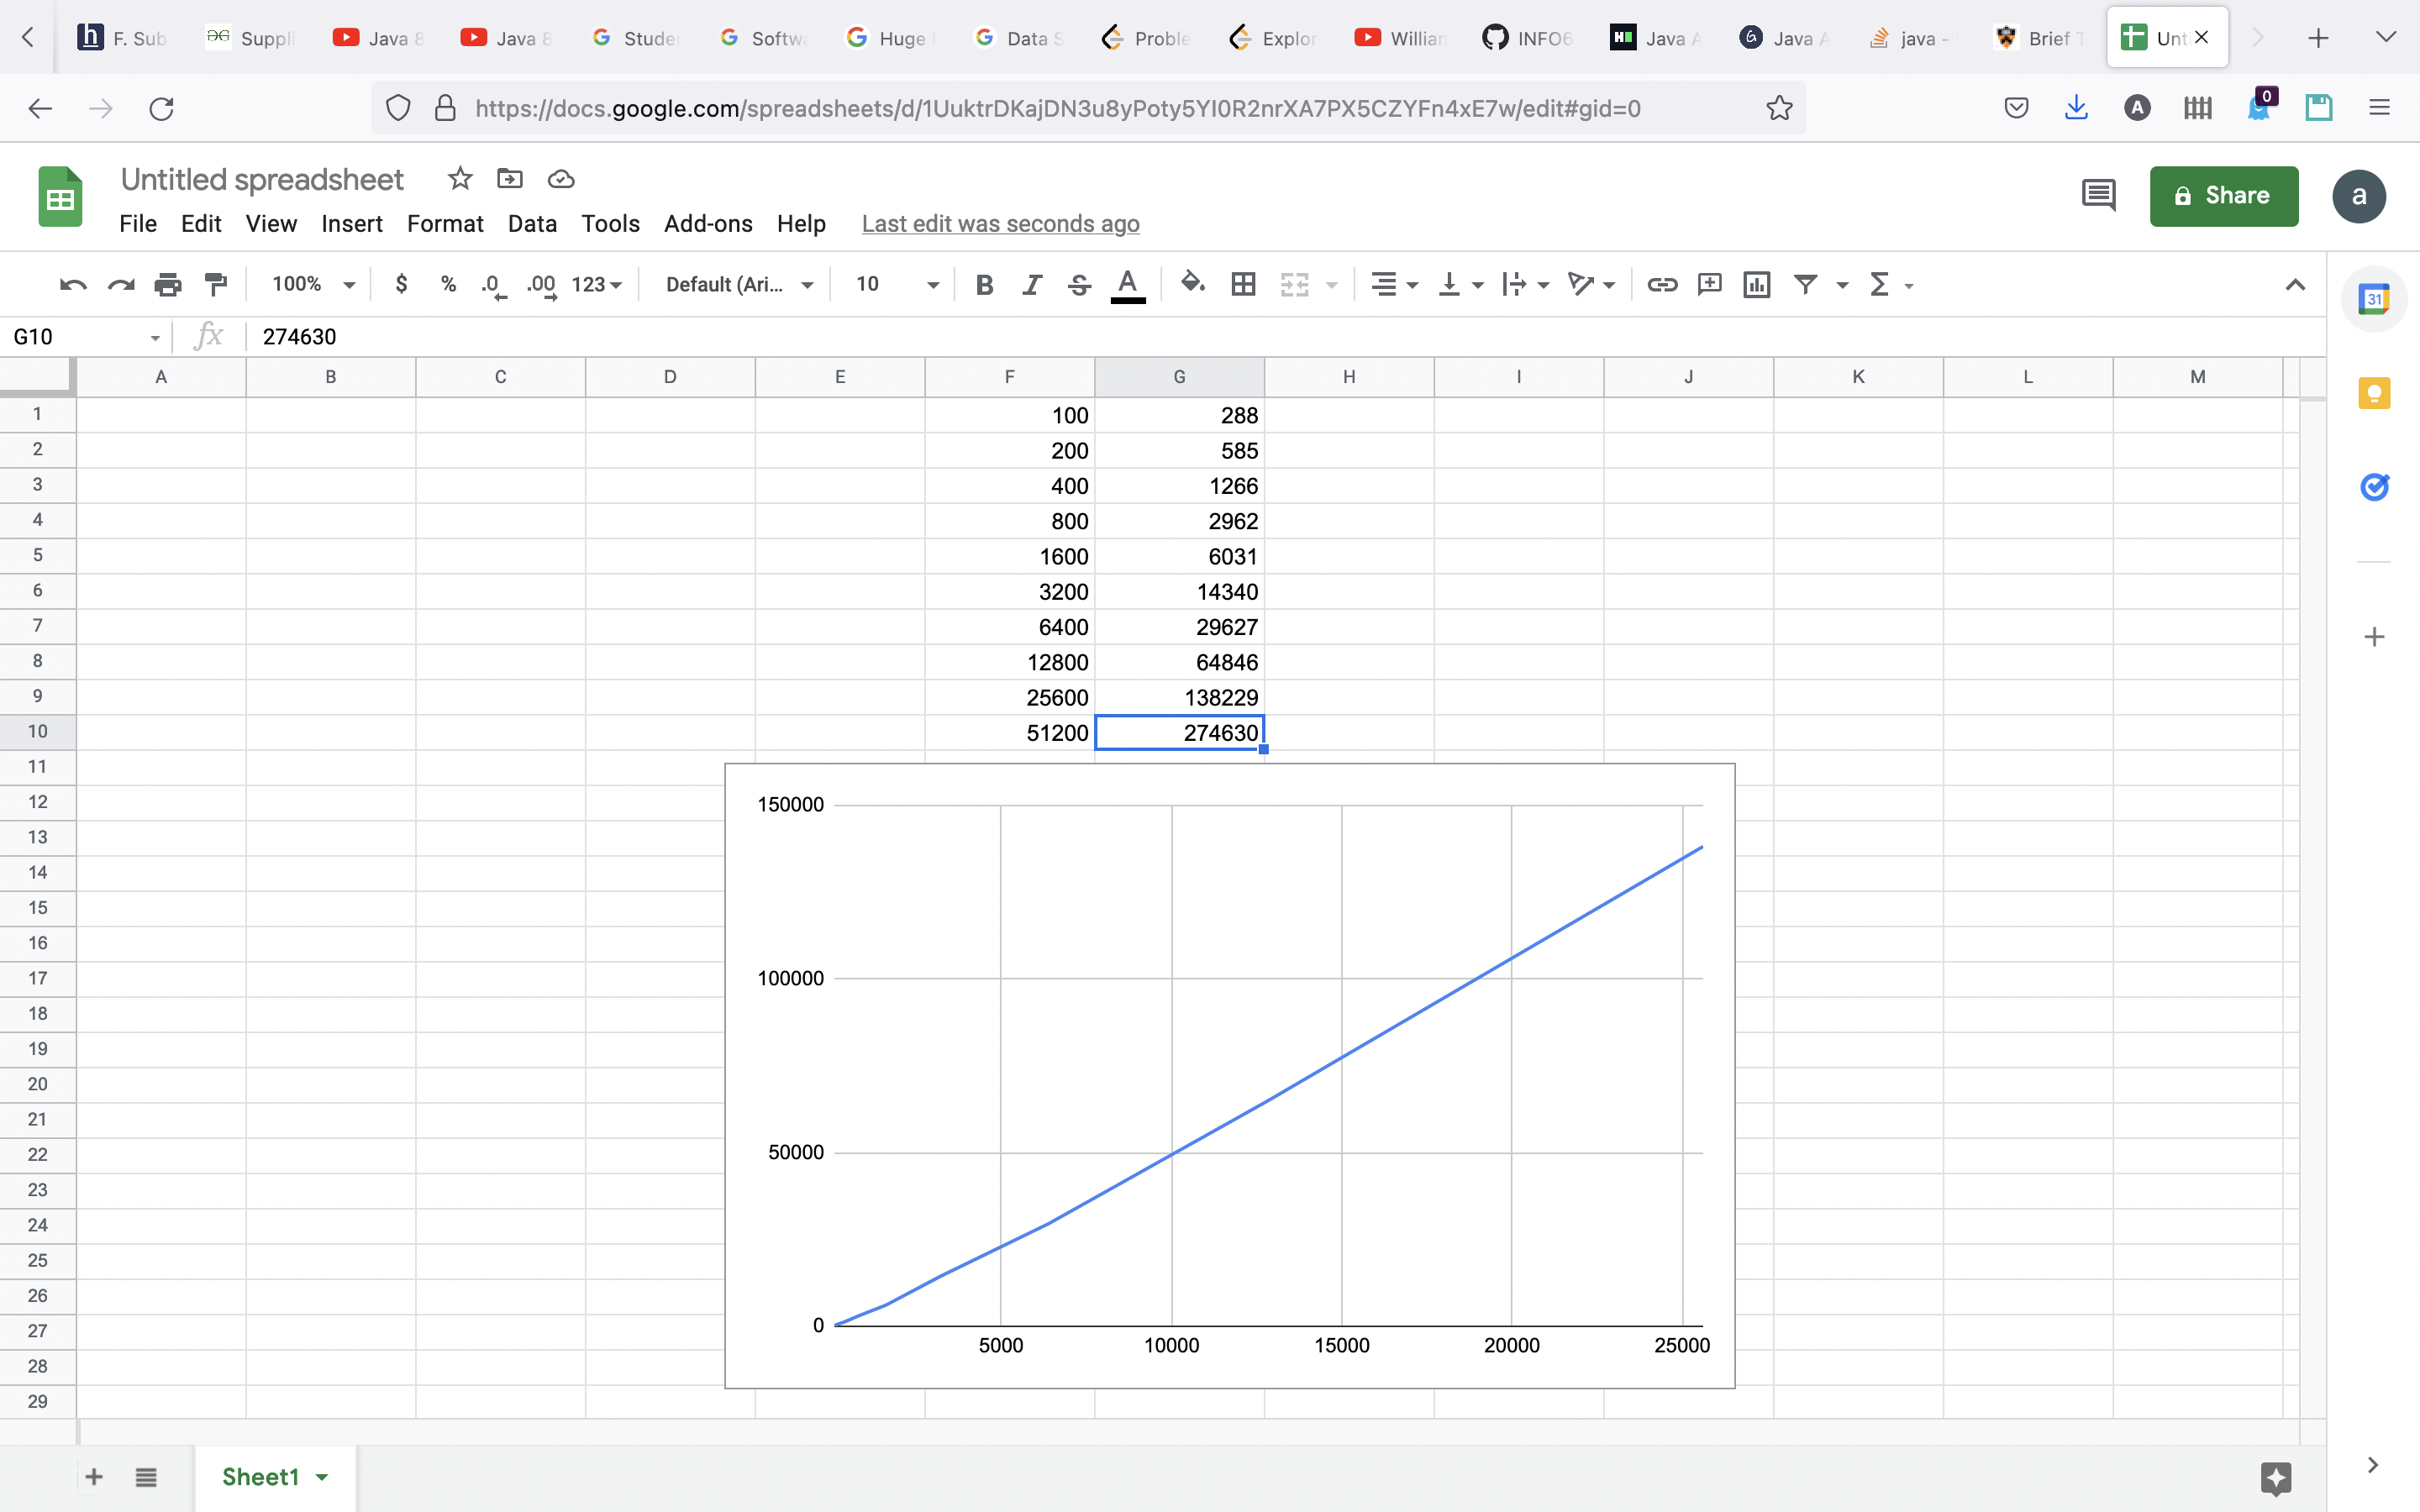 h F. Sub Suppli Java 8 Java 8 Stude Softwa Huge Data S Proble Explor Willian INFO6 Java A Java A java - Brief T Unt
https://docs.google.com/spreadsheets/d/1UuktrDKajDN3u8yPoty5YI0R2nrXA7PX5CZYFn4xE7w/edit#gid=0 A 0
Untitled spreadsheet
Share a
File Edit View Insert Format Data Tools Add-ons Help Last edit was seconds ago
100% $ % .0 .00 123 Default (Ari... 10 B I S A Σ
31
G10 fx 274630
A B C D E F G H I J K L M
1 100 288
2 200 585
3 400 1266
4 800 2962
5 1600 6031
6 3200 14340
7 6400 29627
8 12800 64846
9 25600 138229
10 51200 274630
11
12
13
14
15
16
17
18
19
20
21
22
23
24
25
26
27
28
29
150000
100000
50000
0
5000 10000 15000 20000 25000
Sheet1